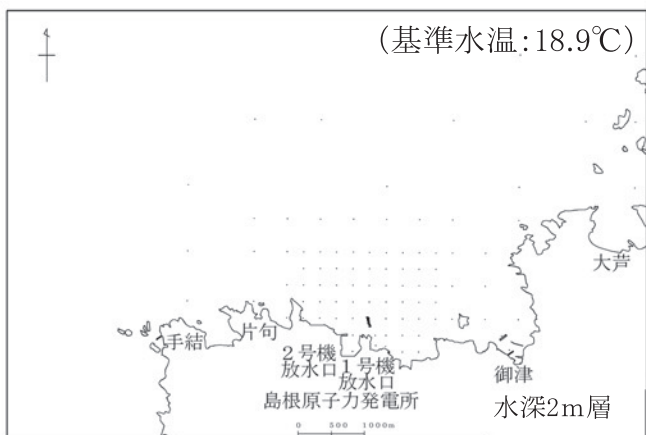 (基準水温:18.9℃)
大芦
手結
片句
2号機
放水口
1号機
放水口
御津
島根原子力発電所
水深2m層
0 500 1000m